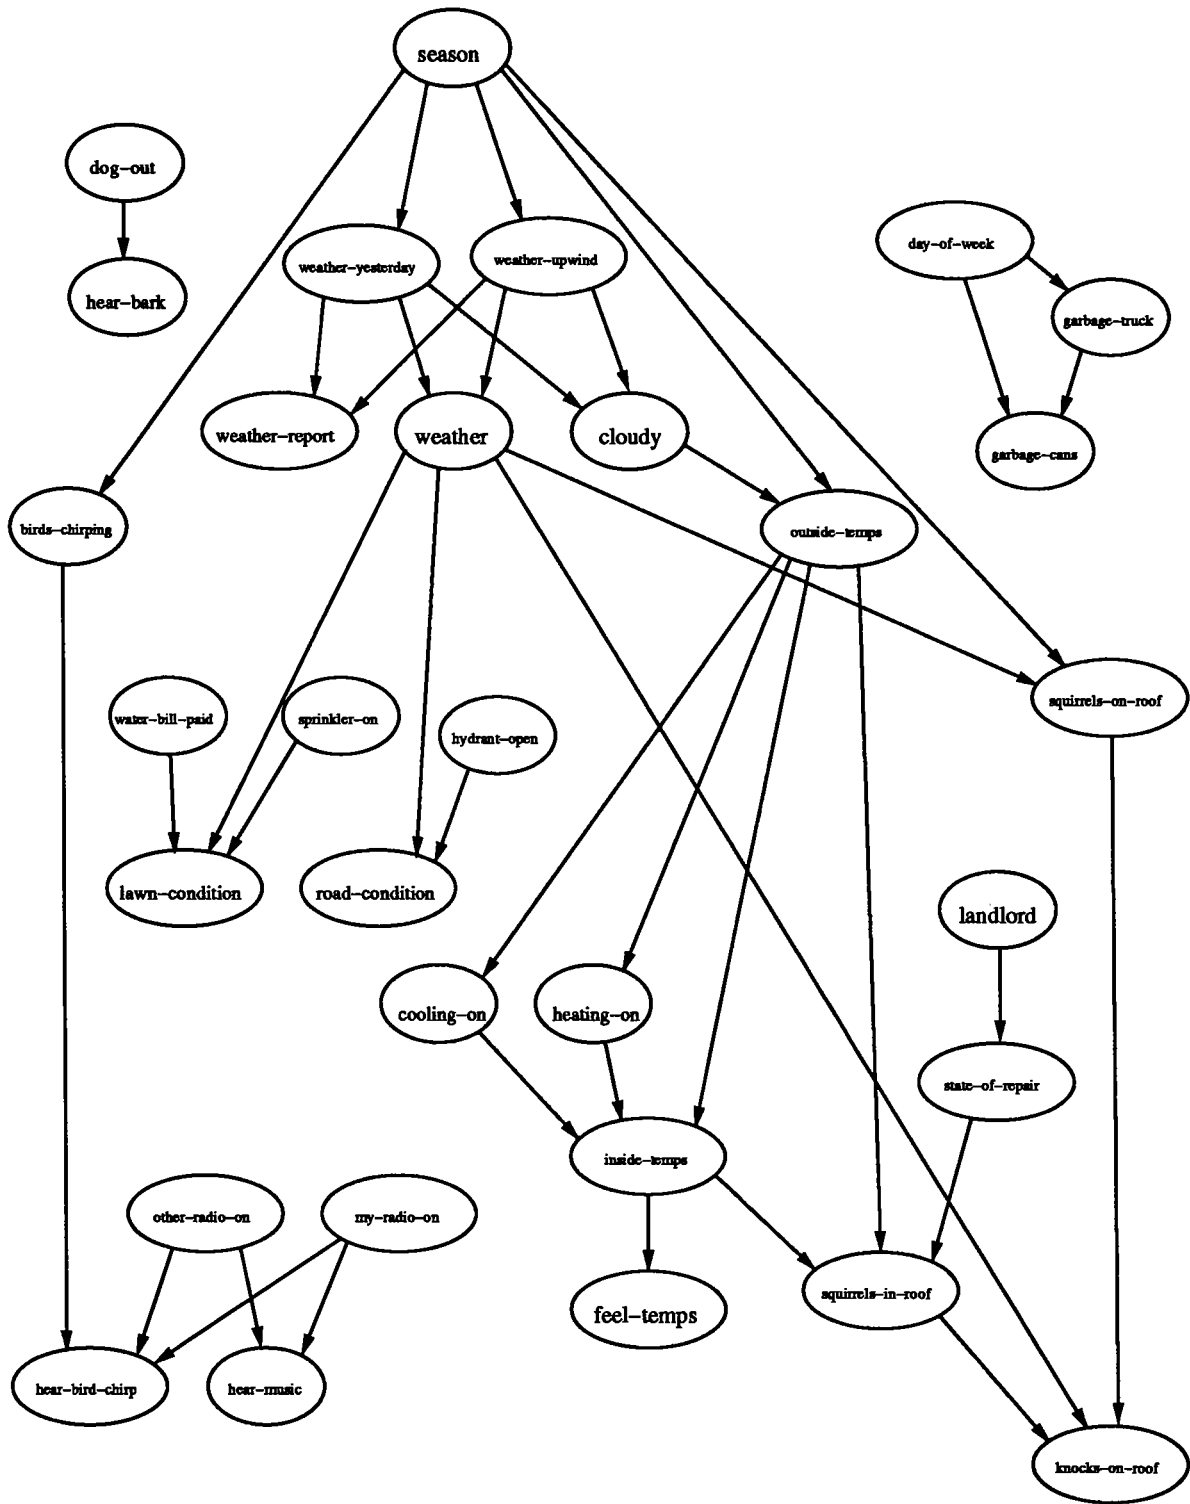 season
dog-out
day-of-week
weather-yesterday
weather-upwind
hear-bark
garbage-truck
weather-report
weather
cloudy
garbage-cans
birds-chirping
outside-temps
squirrels-on-roof
water-bill-paid
sprinkler-on
hydrant-open
lawn-condition
road-condition
landlord
cooling-on
heating-on
state-of-repair
inside-temps
other-radio-on
my-radio-on
squirrels-in-roof
feel-temps
hear-bird-chirp
hear-music
knocks-on-roof